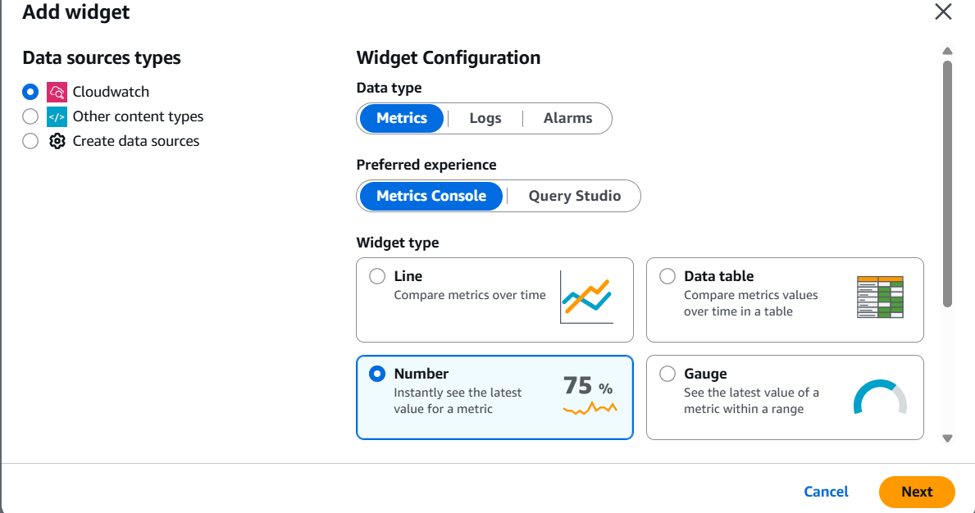 Add widget
Data sources types
Cloudwatch
Other content types
Create data sources
Widget Configuration
Data type
Metrics
Logs
Alarms
Preferred experience
Metrics Console
Query Studio
Widget type
Line
Compare metrics over time
Data table
Compare metrics values
over time in a table
Number
Instantly see the latest
value for a metric
75 %
Gauge
See the latest value of a
metric within a range
Cancel
Next